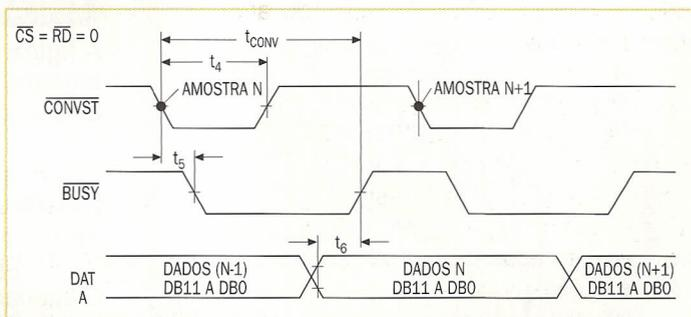 CS = RD = 0
tCONV
t4
AMOSTRA N
AMOSTRA N+1
CONVST
t5
BUSY
t6
DAT
A
DADOS (N-1)
DB11 A DB0
DADOS N
DB11 A DB0
DADOS (N+1)
DB11 A DB0